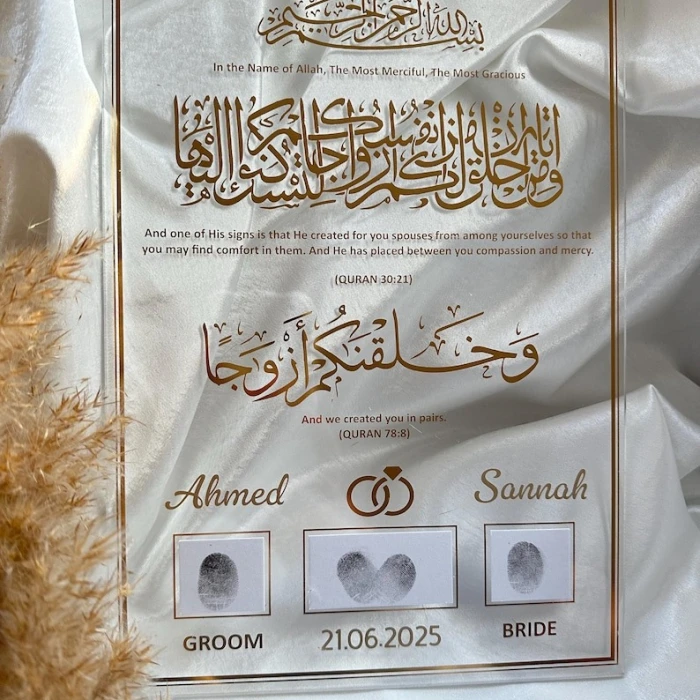 بسم الله الرحمن الرحيم
In the Name of Allah, The Most Merciful, The Most Gracious
ومن آياته أن خلق لكم من أنفسكم أزواجا لتسكنوا إليها
And one of His signs is that He created for you spouses from among yourselves so that
you may find comfort in them. And He has placed between you compassion and mercy.
(QURAN 30:21)
وَخَلَقْنَكُمْ أَزْوَجًا
And we created you in pairs.
(QURAN 78:8)
Ahmed Sannah
GROOM 21.06.2025 BRIDE